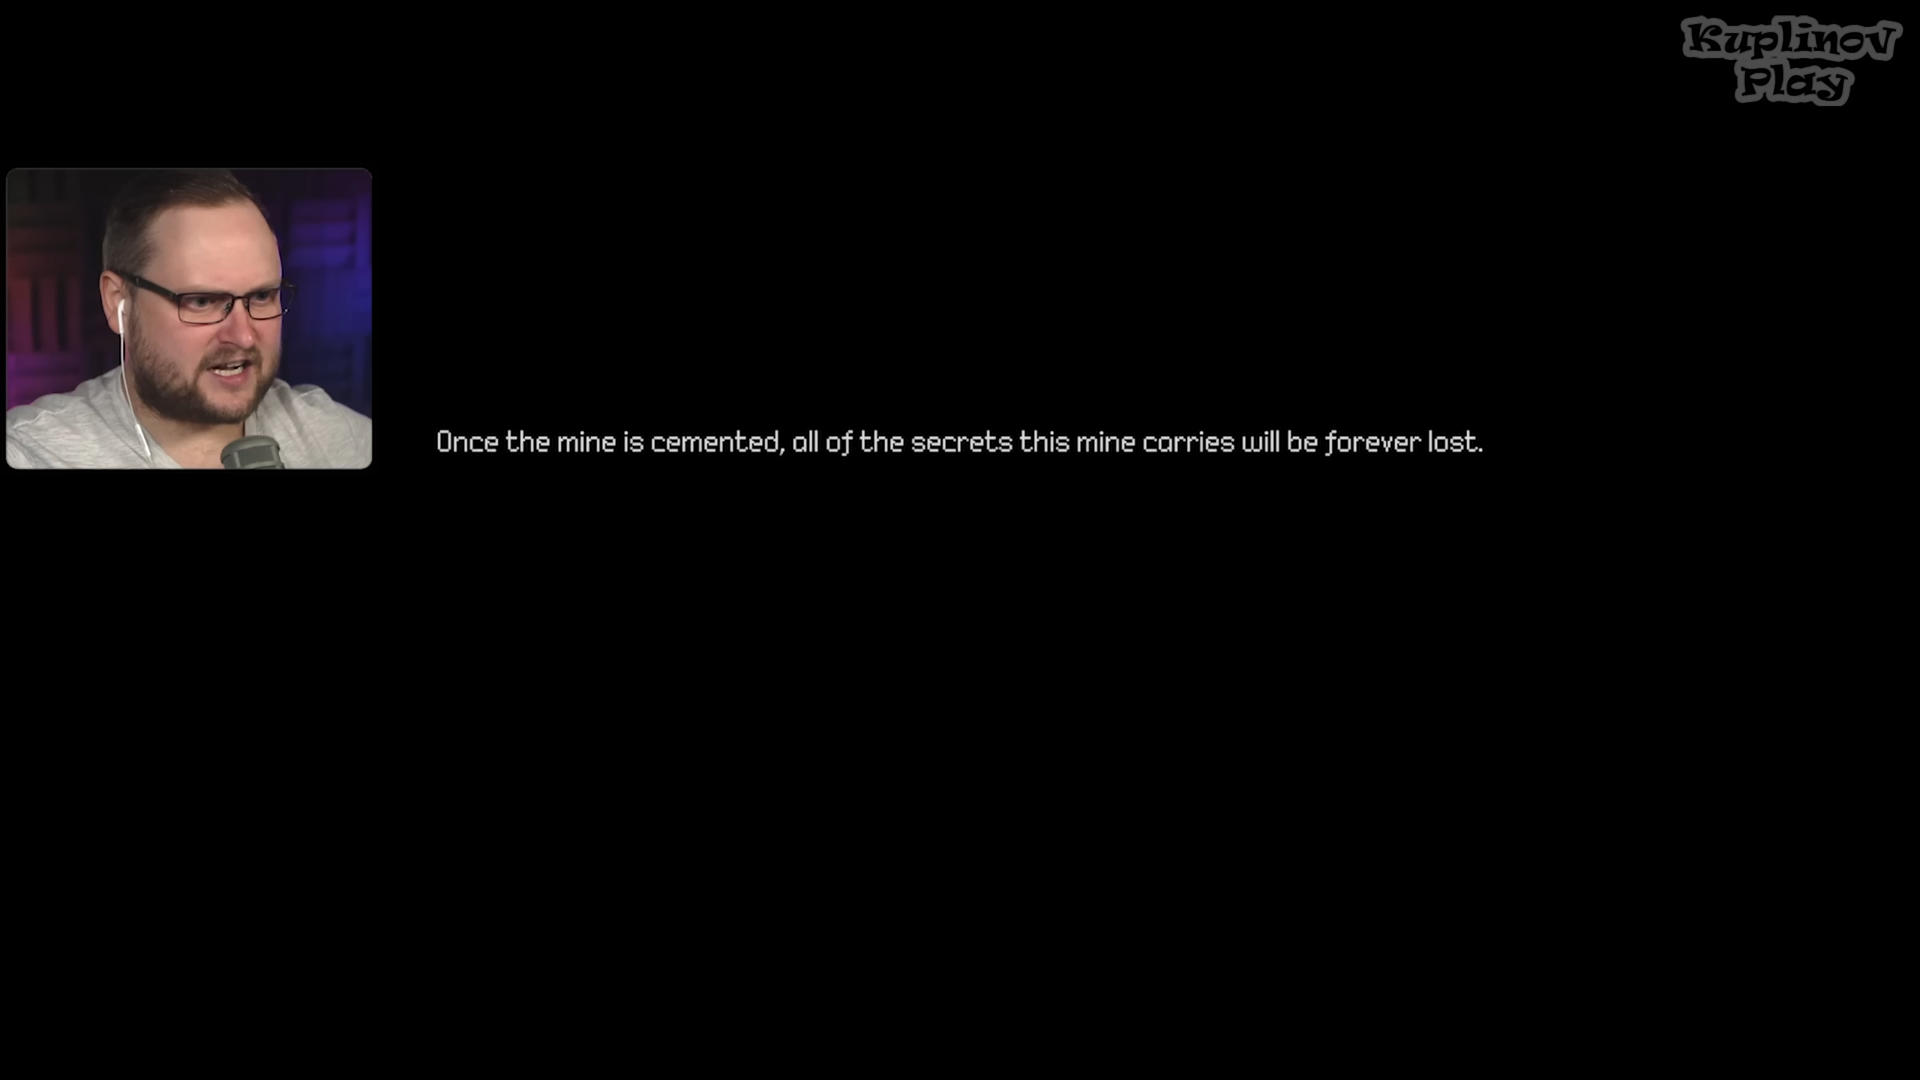 Kuplinov
Play
Once the mine is cemented, all of the secrets this mine carries will be forever lost.